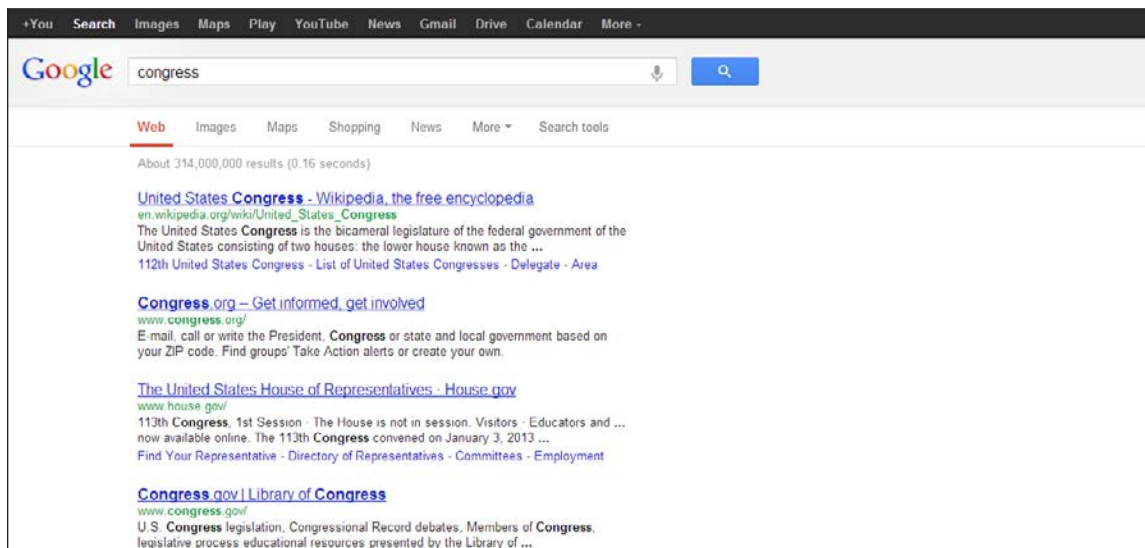 +You Search Images Maps Play YouTube News Gmail Drive Calendar More
Google congress
Web Images Maps Shopping News More Search tools
About 314,000,000 results (0.16 seconds)
United States Congress - Wikipedia, the free encyclopedia
en.wikipedia.org/wiki/United_States_Congress
The United States Congress is the bicameral legislature of the federal government of the
United States consisting of two houses: the lower house known as the ...
112th United States Congress - List of United States Congresses - Delegate - Area
Congress.org – Get informed, get involved
www.congress.org/
E-mail, call or write the President, Congress or state and local government based on
your ZIP code. Find groups' Take Action alerts or create your own.
The United States House of Representatives · House.gov
www.house.gov/
113th Congress, 1st Session · The House is not in session. Visitors · Educators and ...
now available online. The 113th Congress convened on January 3, 2013 ...
Find Your Representative - Directory of Representatives - Committees - Employment
Congress.gov | Library of Congress
www.congress.gov/
U.S. Congress legislation, Congressional Record debates, Members of Congress,
legislative process educational resources presented by the Library of ...